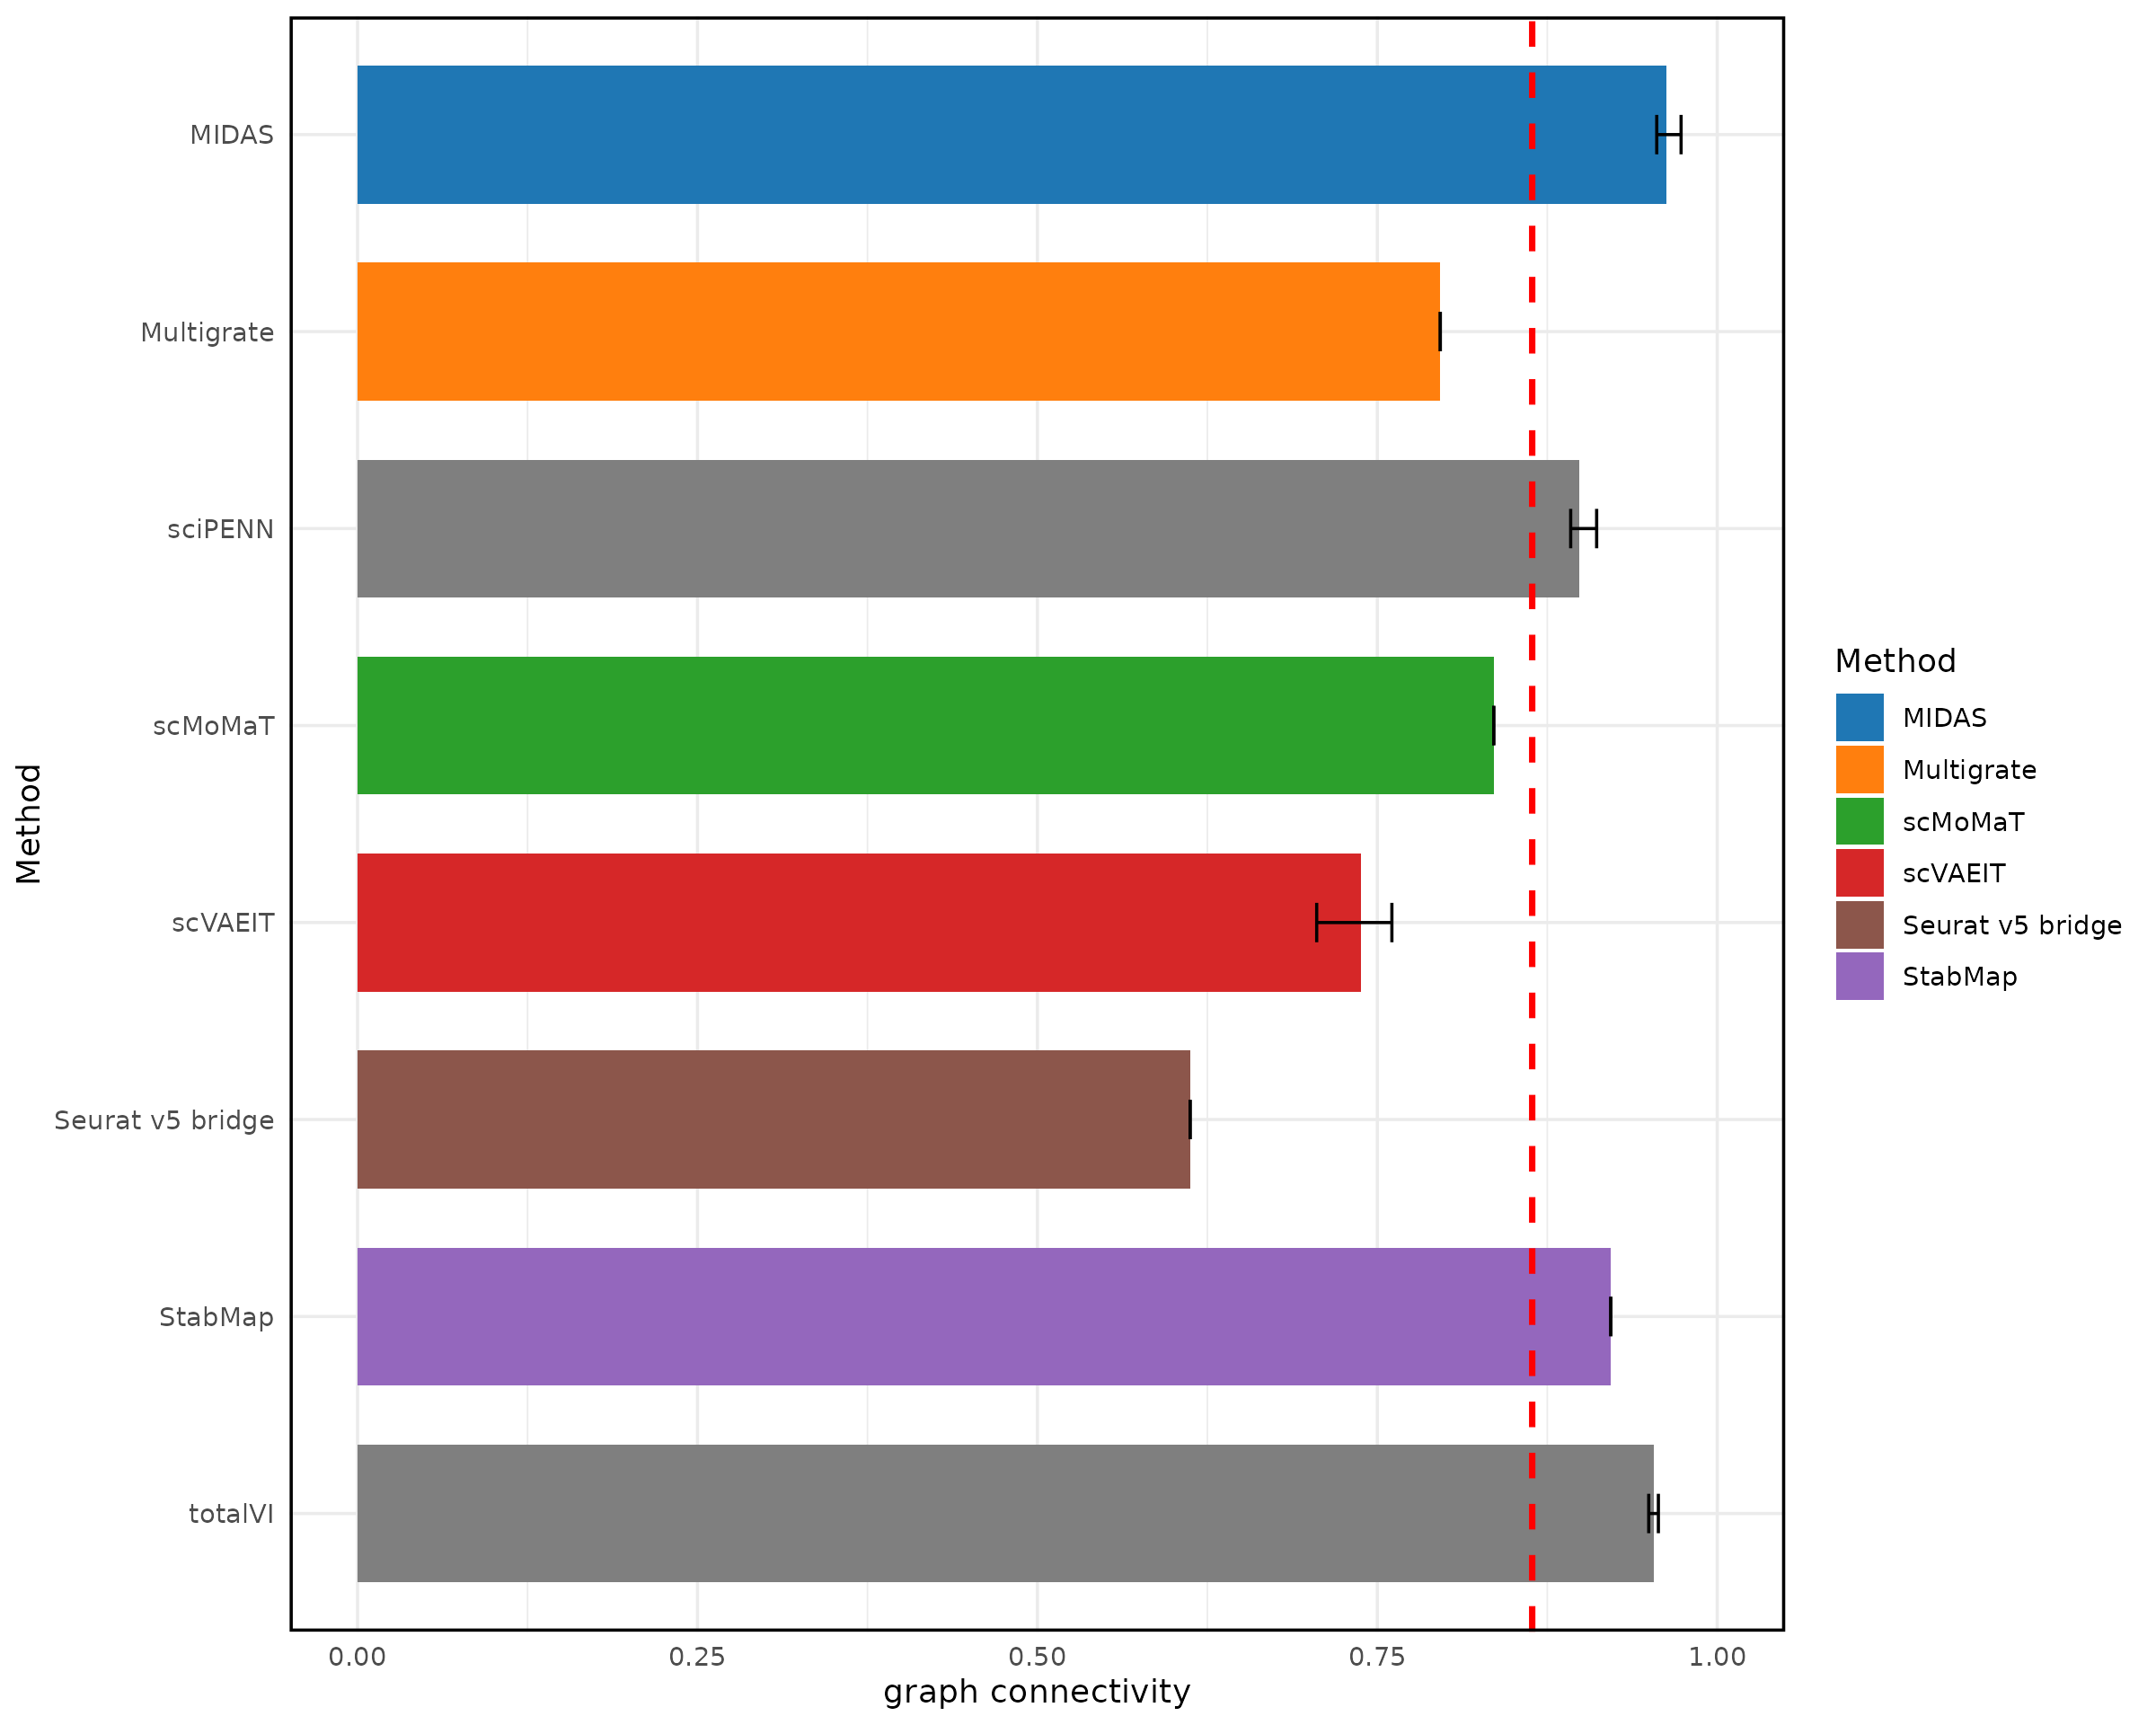 MIDAS
Multigrate
sciPENN
scMoMaT
scVAEIT
Seurat v5 bridge
StabMap
totalVI
Method
0.00 0.25 0.50 0.75 1.00
graph connectivity
Method
MIDAS
Multigrate
scMoMaT
scVAEIT
Seurat v5 bridge
StabMap